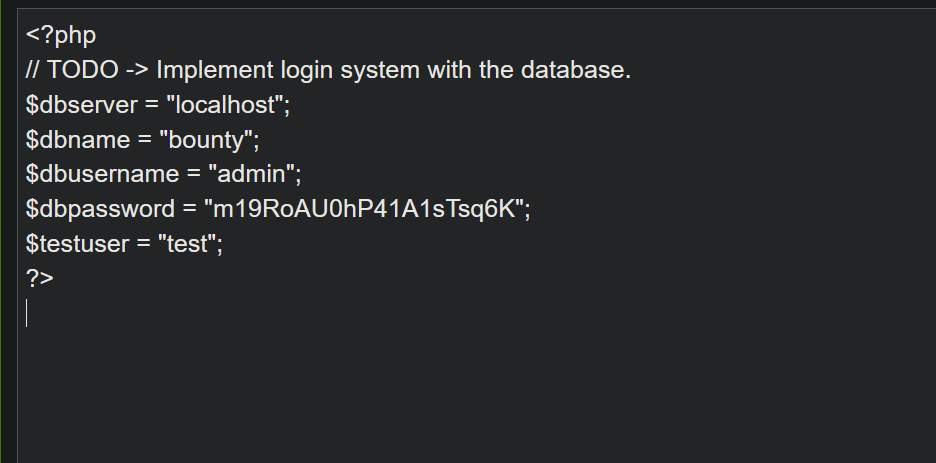 <?php
// TODO -> Implement login system with the database.
$dbserver = "localhost";
$dbname = "bounty";
$dbusername = "admin";
$dbpassword = "m19RoAU0hP41A1sTsq6K";
$testuser = "test";
?>